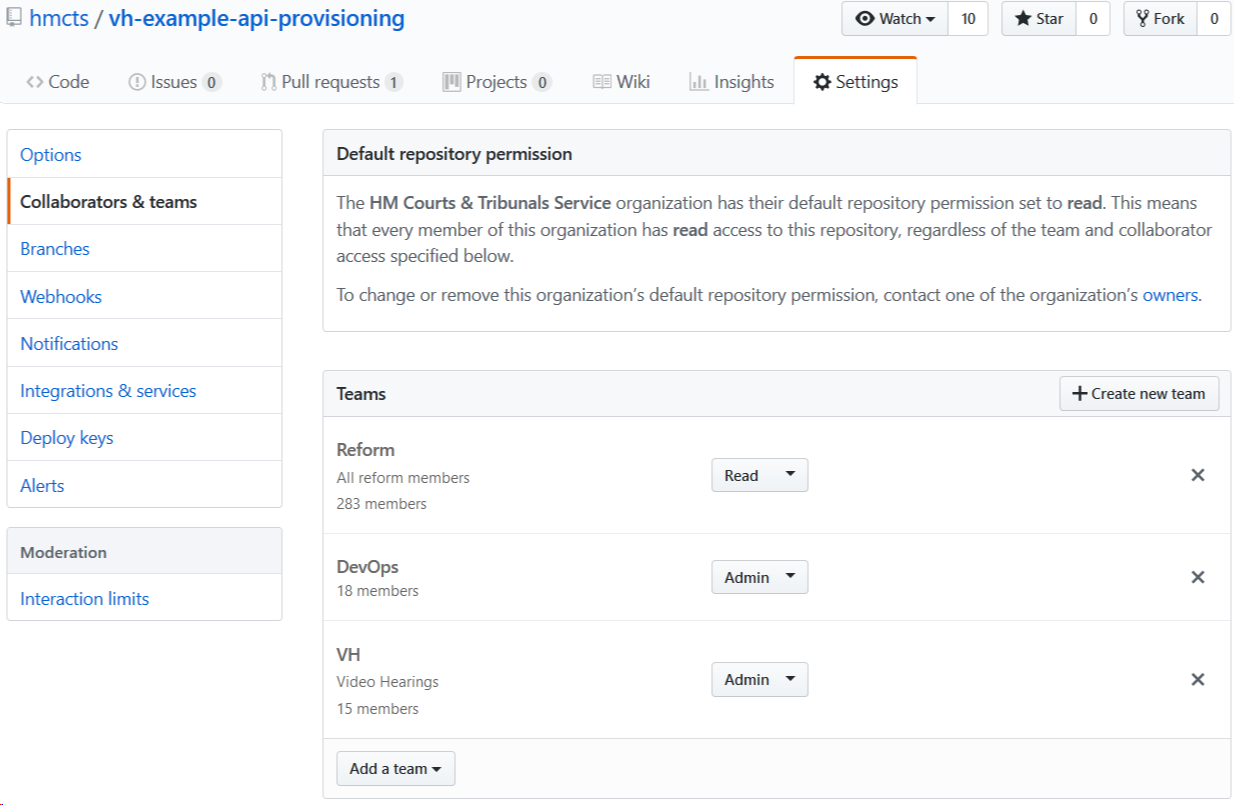 hmcts / vh-example-api-provisioning
Watch 10 Star 0 Fork 0
Code Issues 0 Pull requests 1 Projects 0 Wiki Insights Settings
Options
Collaborators & teams
Branches
Webhooks
Notifications
Integrations & services
Deploy keys
Alerts
Moderation
Interaction limits
Default repository permission
The HM Courts & Tribunals Service organization has their default repository permission set to read. This means
that every member of this organization has read access to this repository, regardless of the team and collaborator
access specified below.
To change or remove this organization’s default repository permission, contact one of the organization’s owners.
Teams
Create new team
Reform
All reform members
283 members
Read
DevOps
18 members
Admin
VH
Video Hearings
15 members
Admin
Add a team